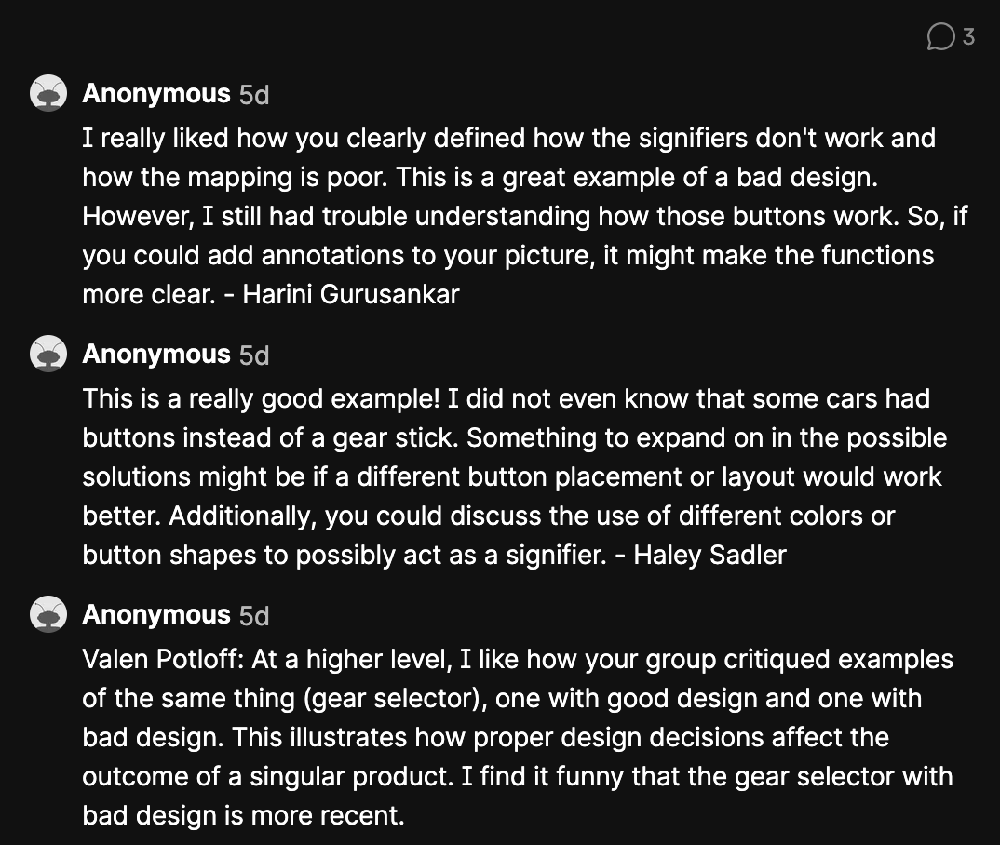 3
Anonymous 5d
I really liked how you clearly defined how the signifiers don't work and
how the mapping is poor. This is a great example of a bad design.
However, I still had trouble understanding how those buttons work. So, if
you could add annotations to your picture, it might make the functions
more clear. - Harini Gurusankar
Anonymous 5d
This is a really good example! I did not even know that some cars had
buttons instead of a gear stick. Something to expand on in the possible
solutions might be if a different button placement or layout would work
better. Additionally, you could discuss the use of different colors or
button shapes to possibly act as a signifier. - Haley Sadler
Anonymous 5d
Valen Potloff: At a higher level, I like how your group critiqued examples
of the same thing (gear selector), one with good design and one with
bad design. This illustrates how proper design decisions affect the
outcome of a singular product. I find it funny that the gear selector with
bad design is more recent.